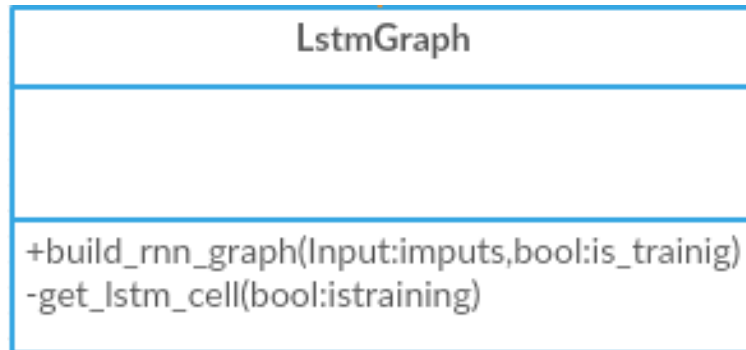 LstmGraph
+build_rnn_graph(Input:imputs,bool:is_trainig)
-get_lstm_cell(bool:istraining)